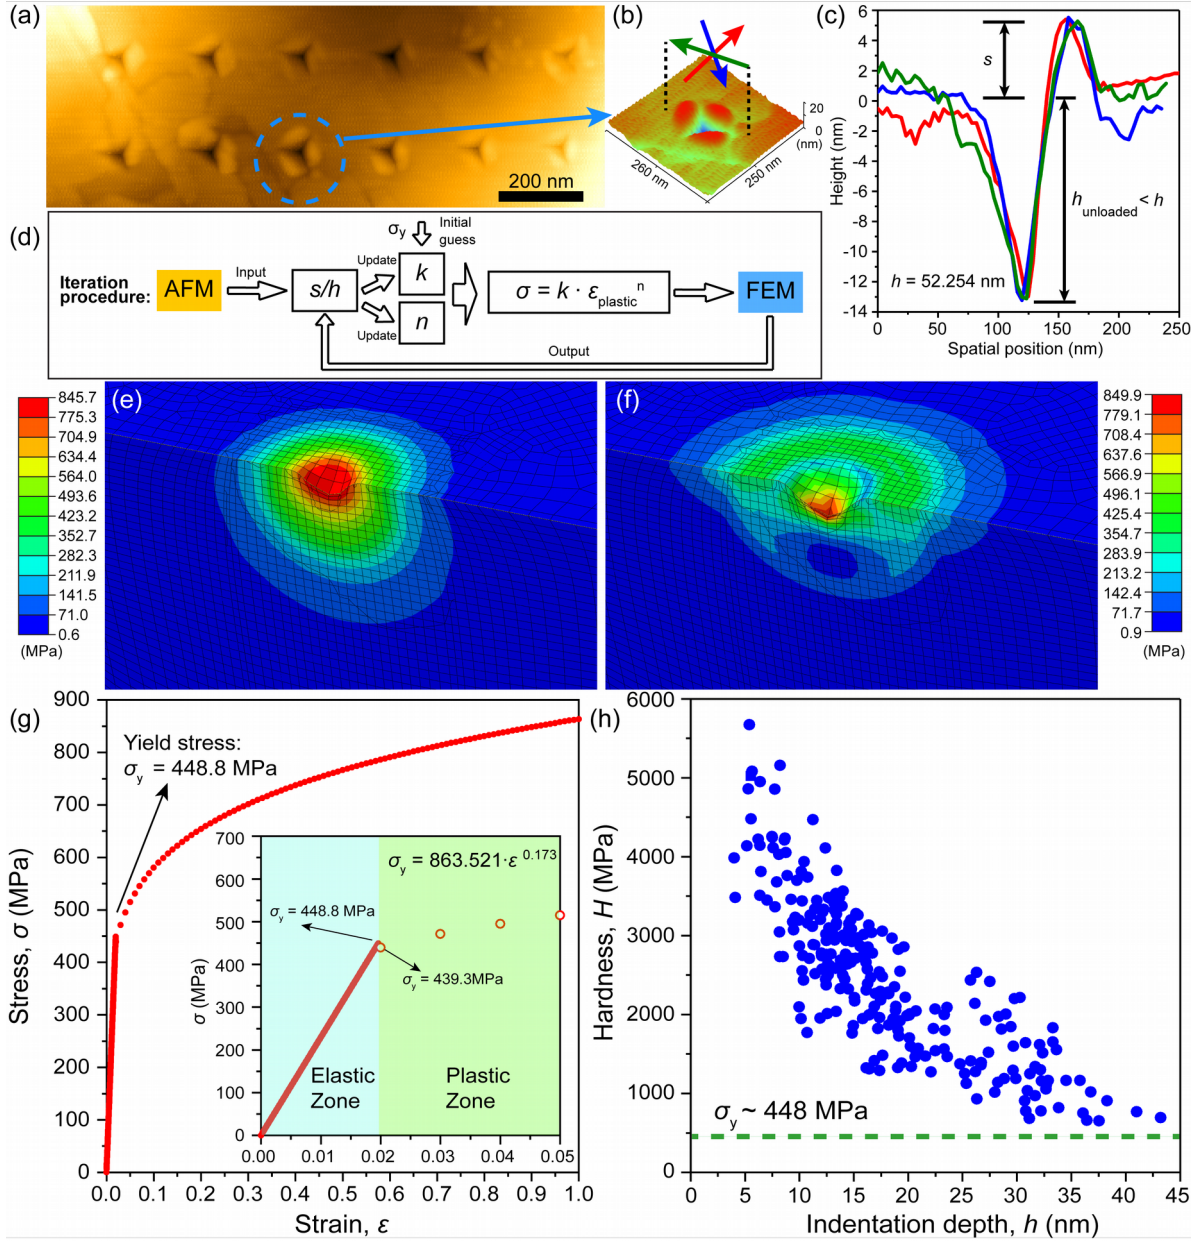 (a)
200 nm
(b)
20
0
(nm)
260 nm
250 nm
(c)
6
4
2
0
-2
-4
-6
-8
-10
-12
-14
Height (nm)
s
h unloaded < h
h = 52.254 nm
0
50
100
150
200
250
Spatial position (nm)
(d)
Iteration
procedure:
AFM
Input
s/h
Update
Update
σy
Initial
guess
k
n
σ = k · εplastic n
FEM
Output
845.7
775.3
704.9
634.4
564.0
493.6
423.2
352.7
282.3
211.9
141.5
71.0
0.6
(MPa)
(e)
(f)
849.9
779.1
708.4
637.6
566.9
496.1
425.4
354.7
283.9
213.2
142.4
71.7
0.9
(MPa)
(g)
900
800
700
600
500
400
300
200
100
0
Stress, σ (MPa)
Yield stress:
σy = 448.8 MPa
700
600
500
400
300
200
100
0
σ (MPa)
σy = 863.521·ε 0.173
σy = 448.8 MPa
σy = 439.3MPa
Elastic
Zone
Plastic
Zone
0.00
0.01
0.02
0.03
0.04
0.05
0.0
0.1
0.2
0.3
0.4
0.5
0.6
0.7
0.8
0.9
1.0
Strain, ε
(h)
6000
5000
4000
3000
2000
1000
0
Hardness, H (MPa)
σy ~ 448 MPa
0
5
10
15
20
25
30
35
40
45
Indentation depth, h (nm)